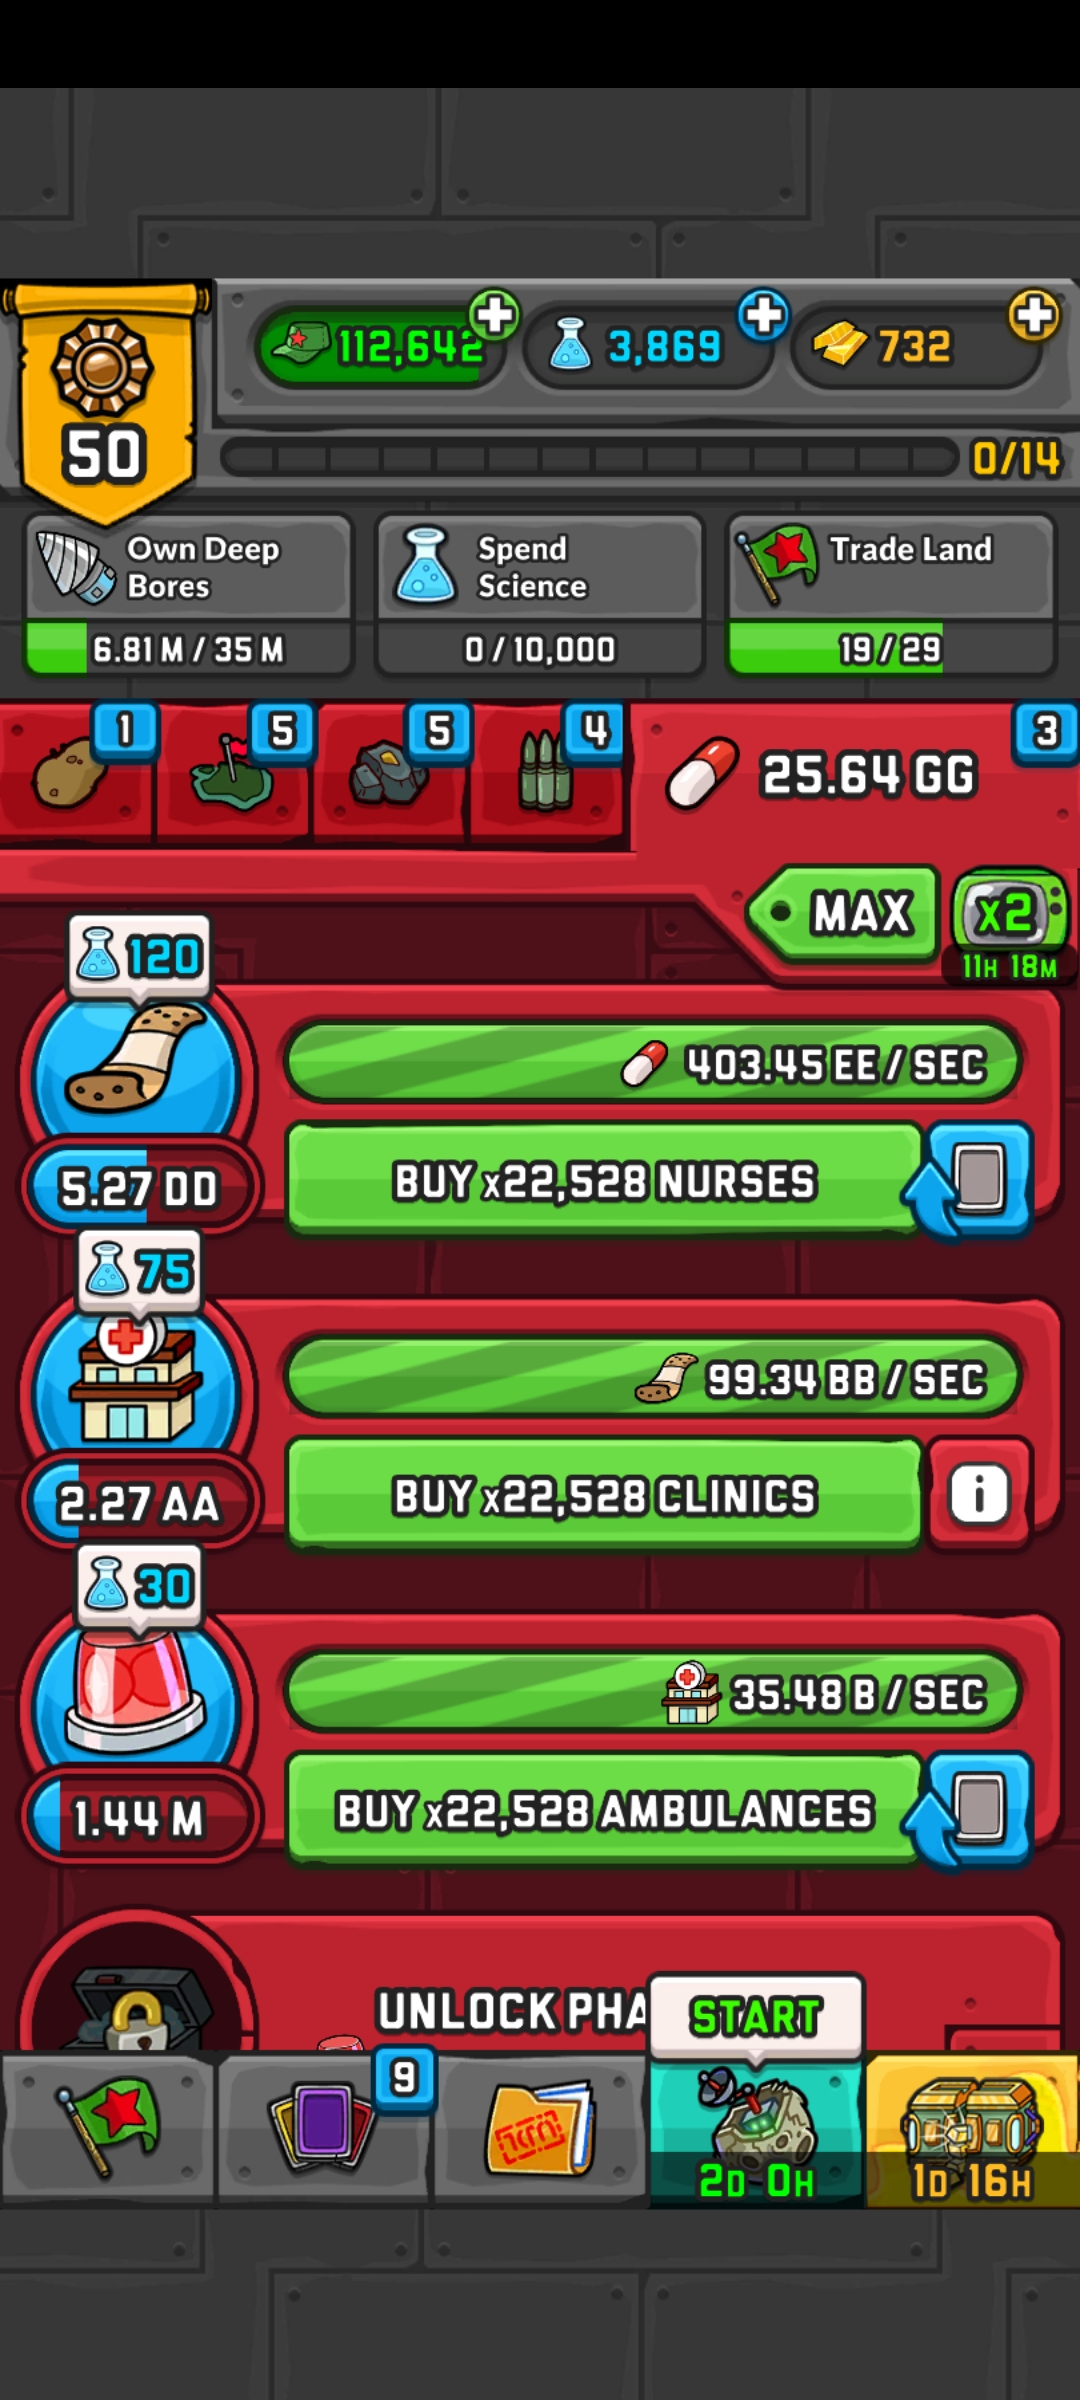 112,642
3,869
732
50
0/14
Own Deep
Bores
6.81 M / 35 M
Spend
Science
0 / 10,000
Trade Land
19 / 29
1
5
5
4
3
25.64 GG
MAX
x2
11H 18M
120
403.45 EE / SEC
5.27 DD
BUY x22,528 NURSES
75
99.34 BB / SEC
2.27 AA
BUY x22,528 CLINICS
i
30
35.48 B / SEC
1.44 M
BUY x22,528 AMBULANCES
UNLOCK PHA
START
9
2D 0H
1D 16H